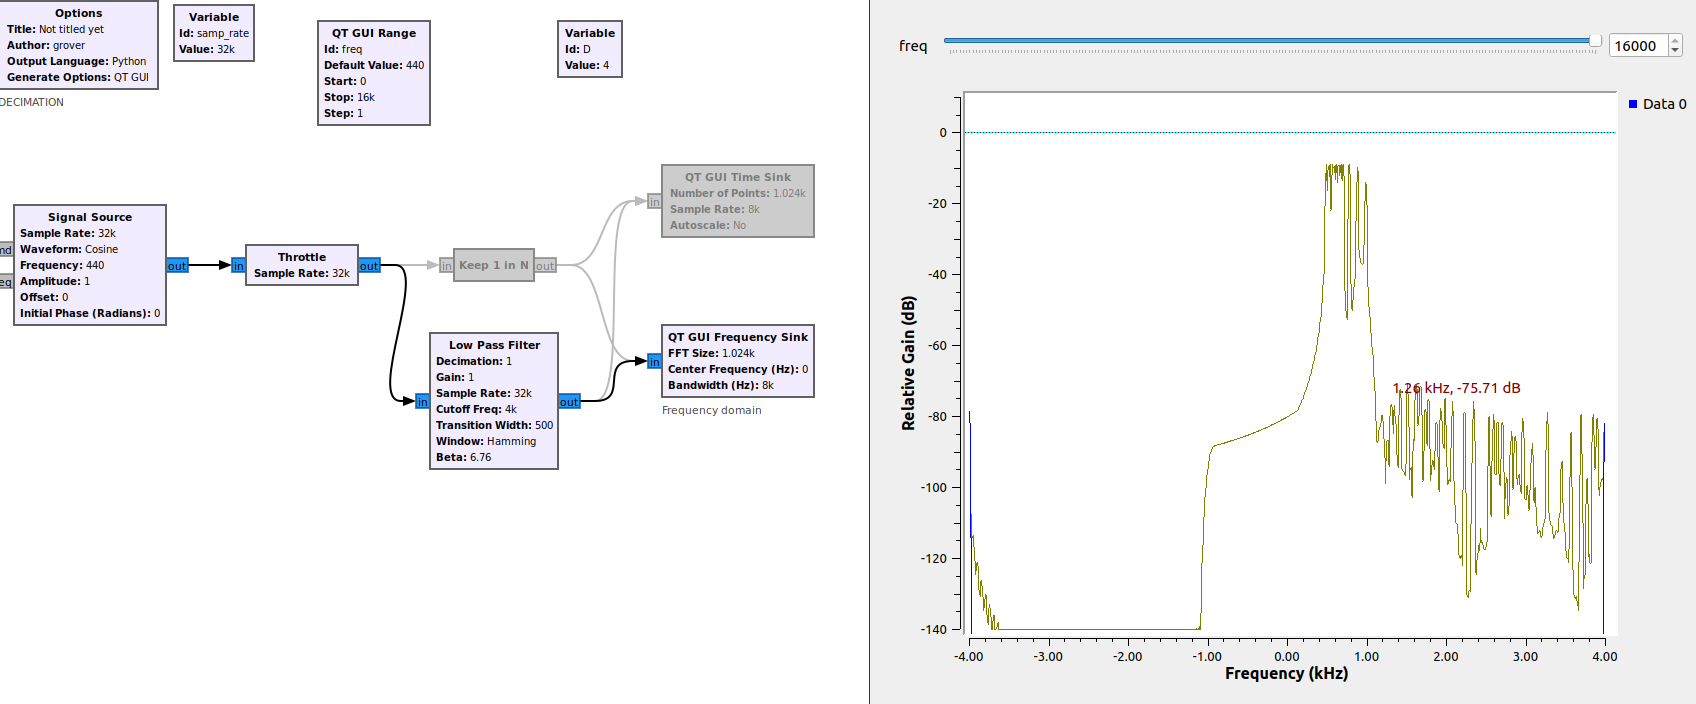 Options
Title: Not titled yet
Author: grover
Output Language: Python
Generate Options: QT GUI
DECIMATION
Variable
Id: samp_rate
Value: 32k
QT GUI Range
Id: freq
Default Value: 440
Start: 0
Stop: 16k
Step: 1
Variable
Id: D
Value: 4
Signal Source
Sample Rate: 32k
Waveform: Cosine
Frequency: 440
Amplitude: 1
Offset: 0
Initial Phase (Radians): 0
md
eq
out
in
Throttle
Sample Rate: 32k
out
in
Keep 1 in N
out
in
Low Pass Filter
Decimation: 1
Gain: 1
Sample Rate: 32k
Cutoff Freq: 4k
Transition Width: 500
Window: Hamming
Beta: 6.76
out
in
QT GUI Time Sink
Number of Points: 1.024k
Sample Rate: 8k
Autoscale: No
in
QT GUI Frequency Sink
FFT Size: 1.024k
Center Frequency (Hz): 0
Bandwidth (Hz): 8k
Frequency domain
freq
16000
Data 0
Relative Gain (dB)
0
-20
-40
-60
-80
-100
-120
-140
1.26 kHz, -75.71 dB
-4.00 -3.00 -2.00 -1.00 0.00 1.00 2.00 3.00 4.00
Frequency (kHz)